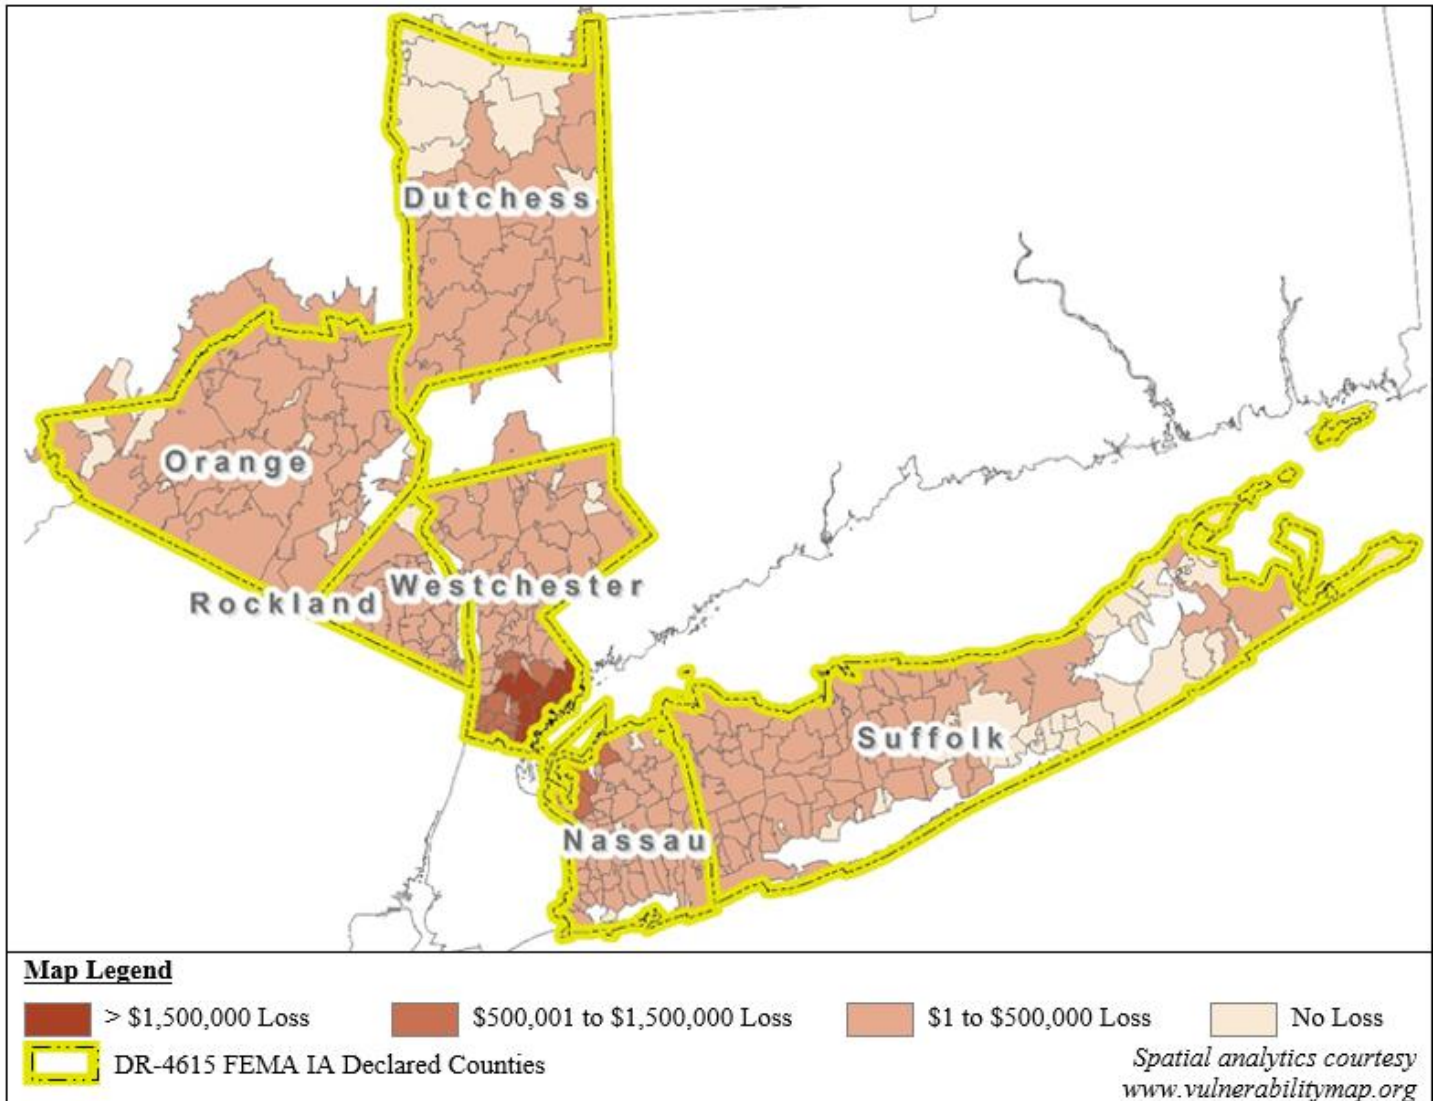 Dutchess
Orange
Westchester
Rockland
Suffolk
Nassau
Map Legend
> $1,500,000 Loss
$500,001 to $1,500,000 Loss
$1 to $500,000 Loss
No Loss
DR-4615 FEMA IA Declared Counties
Spatial analytics courtesy
www.vulnerabilitymap.org